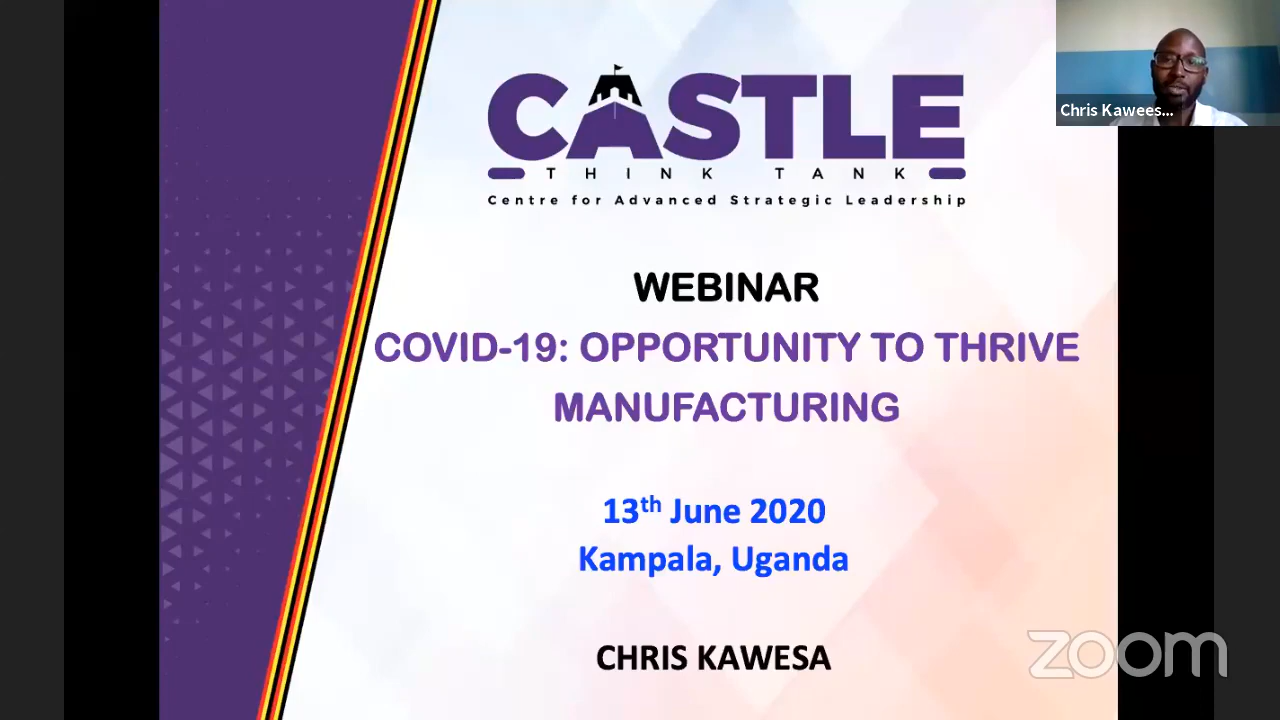 CASTLE
THINK TANK
Centre for Advanced Strategic Leadership
WEBINAR
COVID-19: OPPORTUNITY TO THRIVE
MANUFACTURING
13th June 2020
Kampala, Uganda
CHRIS KAWESA
Chris Kawees...
zoom